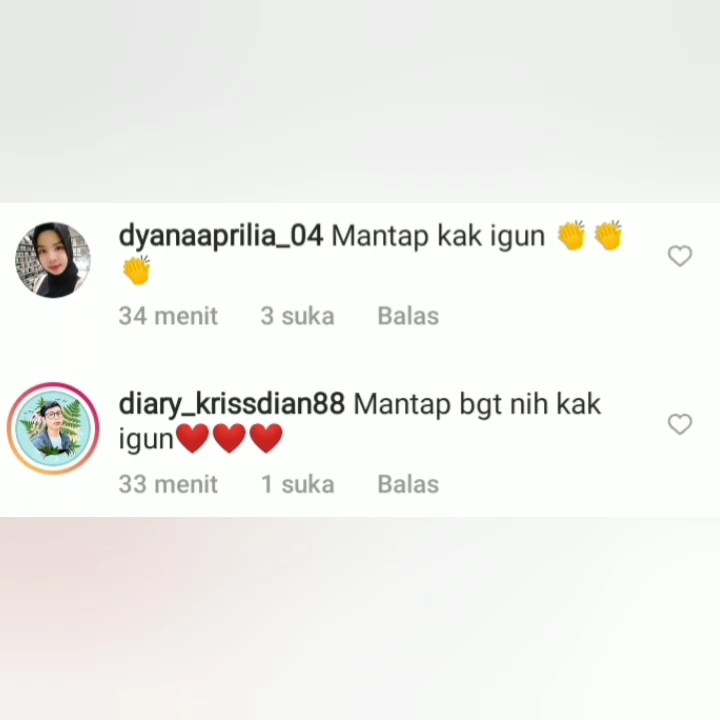 dyanaaprilia_04 Mantap kak igun 👏👏
👏
34 menit 3 suka Balas
diary_krissdian88 Mantap bgt nih kak
igun❤️❤️❤️
33 menit 1 suka Balas